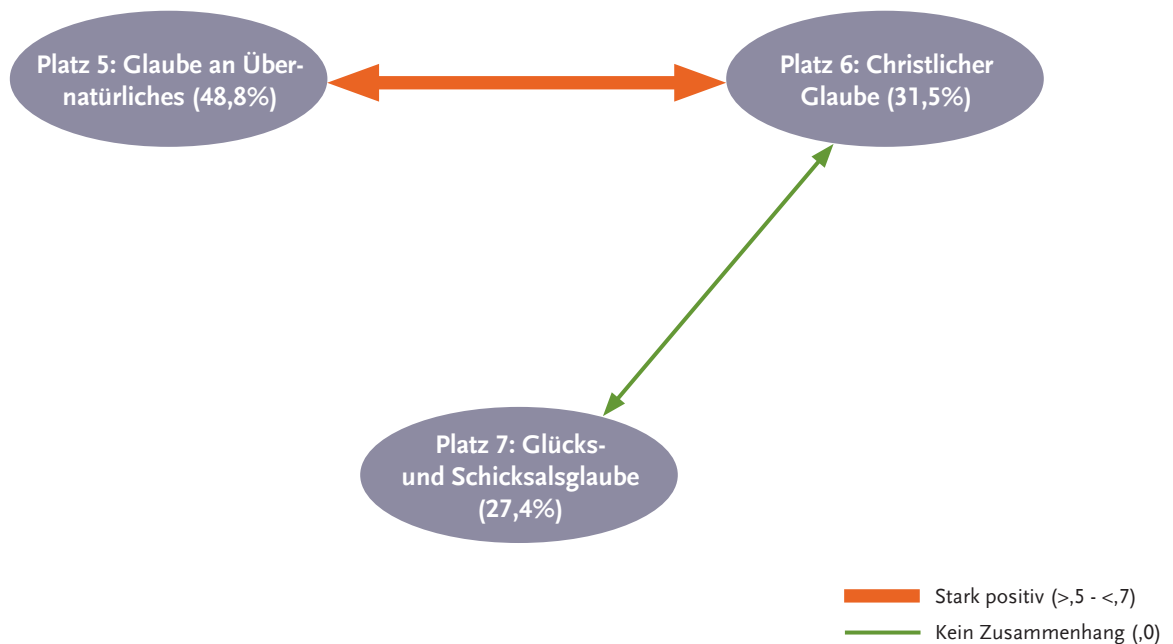 Platz 5: Glaube an Über-
natürliches (48,8%)
Platz 6: Christlicher
Glaube (31,5%)
Platz 7: Glücks-
und Schicksalsglaube
(27,4%)
Stark positiv (>,5 - <,7)
Kein Zusammenhang (,0)